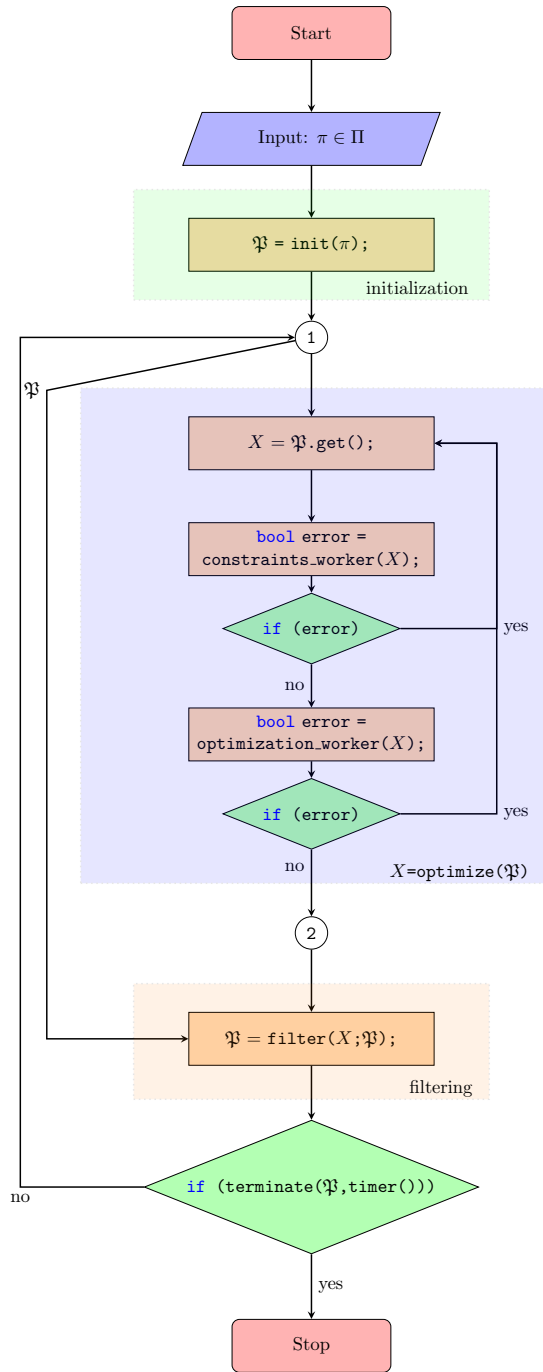 Start
Input: π ∈ Π
𝔓 = init(π);
initialization
1
𝔓
X = 𝔓.get();
bool error =
constraints_worker(X);
if (error)
yes
no
bool error =
optimization_worker(X);
if (error)
yes
no
X=optimize(𝔓)
2
𝔓 = filter(X;𝔓);
filtering
if (terminate(𝔓,timer()))
no
yes
Stop